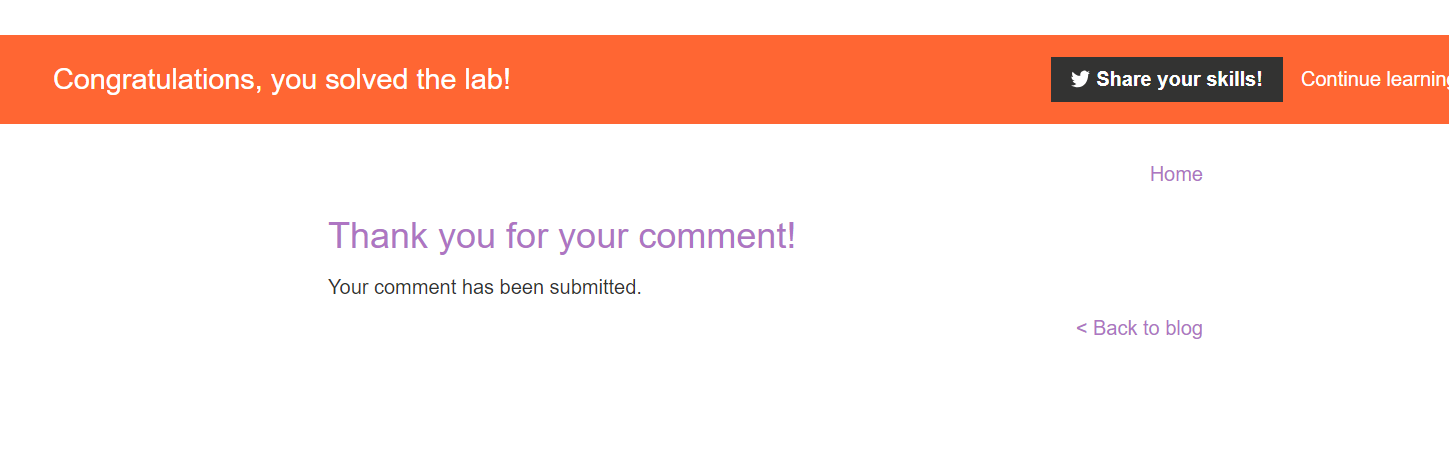 Congratulations, you solved the lab!
Share your skills!
Continue learning
Home
Thank you for your comment!
Your comment has been submitted.
< Back to blog